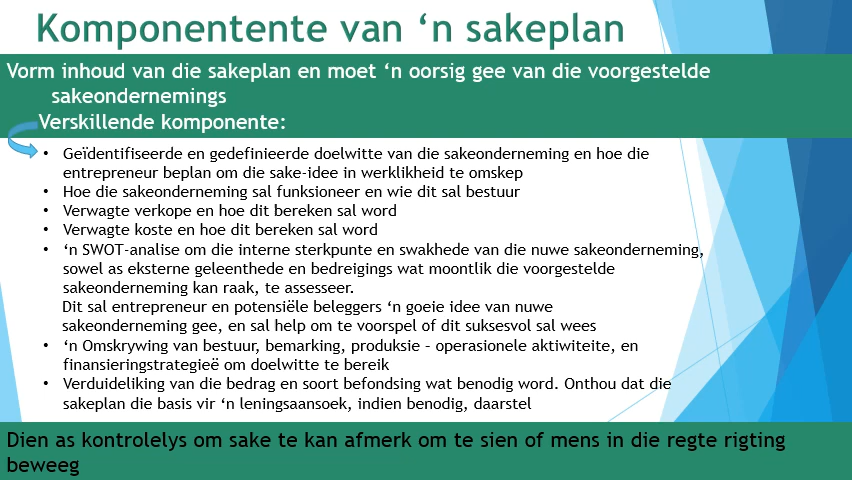 Komponentente van ‘n sakeplan
Vorm inhoud van die sakeplan en moet ‘n oorsig gee van die voorgestelde
sakeondernemings
Verskillende komponente:
• Geïdentifiseerde en gedefinieerde doelwitte van die sakeonderneming en hoe die
entrepreneur beplan om die sake-idee in werklikheid te omskep
• Hoe die sakeonderneming sal funksioneer en wie dit sal bestuur
• Verwagte verkope en hoe dit bereken sal word
• Verwagte koste en hoe dit bereken sal word
• ‘n SWOT-analise om die interne sterkpunte en swakhede van die nuwe sakeonderneming,
sowel as eksterne geleenthede en bedreigings wat moontlik die voorgestelde
sakeonderneming kan raak, te assesseer.
Dit sal entrepreneur en potensiële beleggers ‘n goeie idee van nuwe
sakeonderneming gee, en sal help om te voorspel of dit suksesvol sal wees
• ‘n Omskrywing van bestuur, bemarking, produksie – operasionele aktiwiteite, en
finansieringstrategieë om doelwitte te bereik
• Verduideliking van die bedrag en soort befondsing wat benodig word. Onthou dat die
sakeplan die basis vir ‘n leningsaansoek, indien benodig, daarstel
Dien as kontrolelys om sake te kan afmerk om te sien of mens in die regte rigting
beweeg